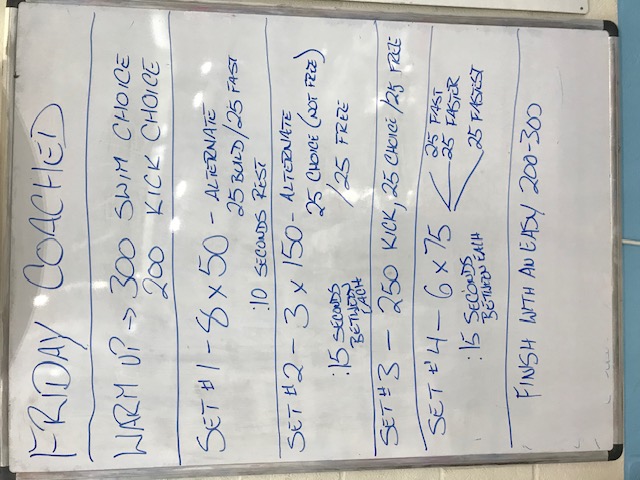 FRIDAY COACHED
WARM UP → 300 SWIM CHOICE
200 KICK CHOICE
SET #1 - 8 x 50 - ALTERNATE
25 BUILD/25 FAST
:10 SECONDS REST
SET #2 - 3 x 150 - ALTERNATE
25 CHOICE (NOT FREE)
/25 FREE
:15 SECONDS
BETWEEN
EACH
SET #3 - 250 KICK, 25 CHOICE/25 FREE
SET #4 - 6 x 75
25 FAST
25 FASTER
25 FASTEST
:15 SECONDS
BETWEEN EACH
FINISH WITH AN EASY 200-300